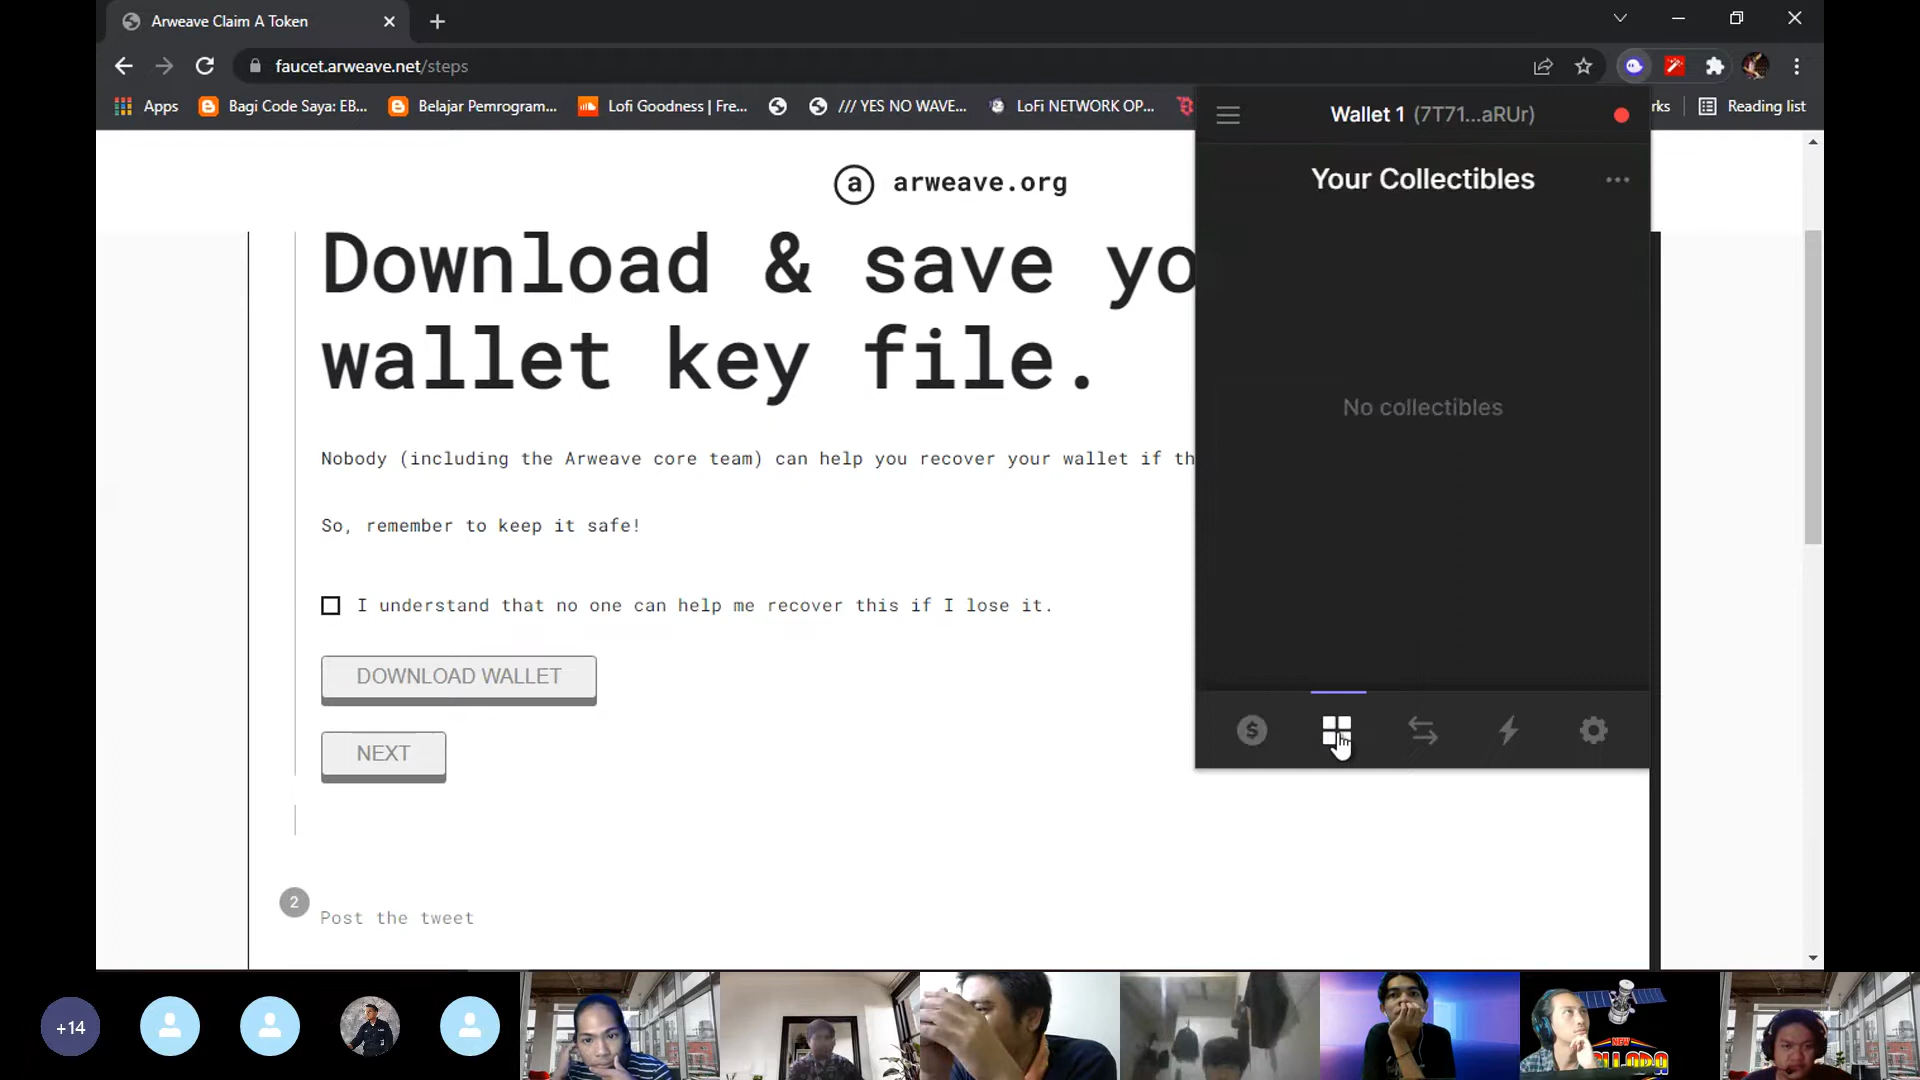 Arweave Claim A Token
faucet.arweave.net/steps
Apps
Bagi Code Saya: EB...
Belajar Pemrogram...
Lofi Goodness | Fre...
/// YES NO WAVE...
LoFi NETWORK OP...
rks
Reading list
Wallet 1 (7T71...aRUr)
a arweave.org
Your Collectibles
Download & save yo
wallet key file.
No collectibles
Nobody (including the Arweave core team) can help you recover your wallet if th
So, remember to keep it safe!
I understand that no one can help me recover this if I lose it.
DOWNLOAD WALLET
NEXT
2
Post the tweet
+14
NEW